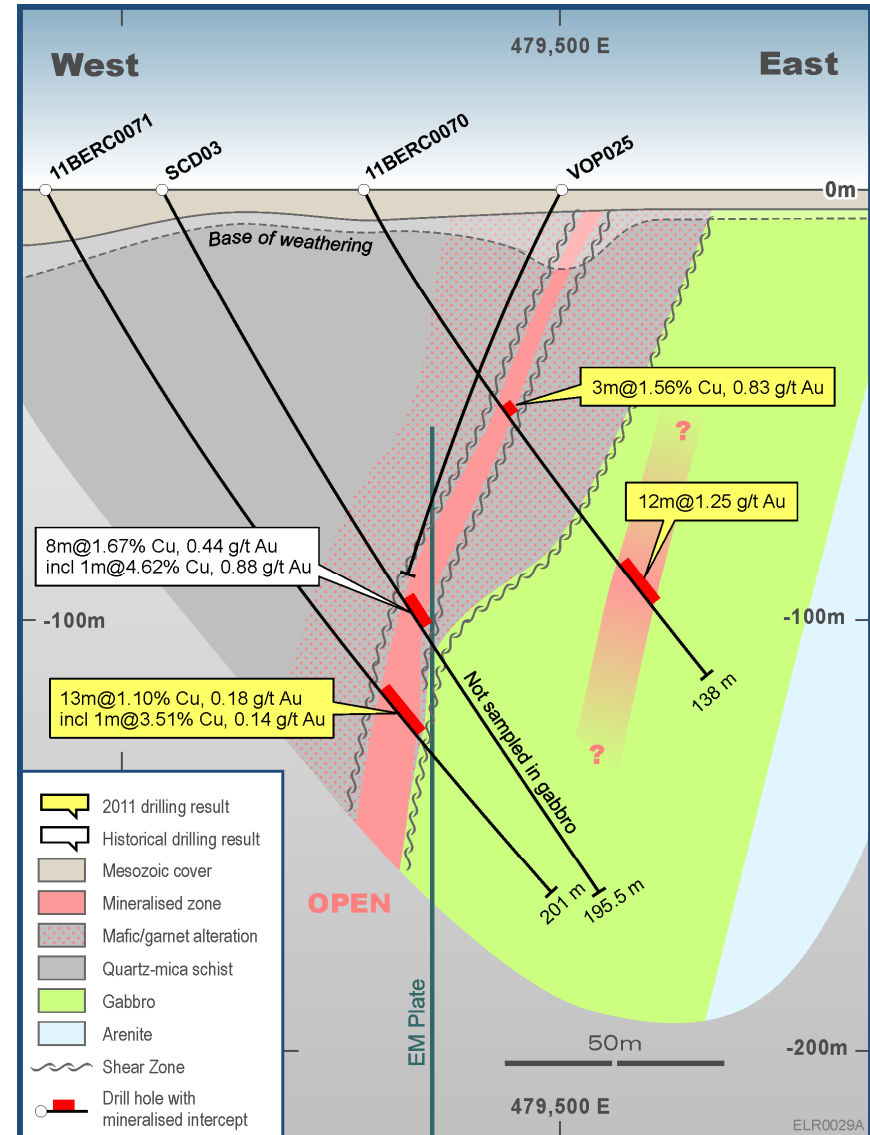 479,500 E
West
East
11BERC0071
SCD03
11BERC0070
VOP025
0m
Base of weathering
3m@1.56% Cu, 0.83 g/t Au
?
12m@1.25 g/t Au
8m@1.67% Cu, 0.44 g/t Au
incl 1m@4.62% Cu, 0.88 g/t Au
-100m
-100m
138 m
Not sampled in gabbro
13m@1.10% Cu, 0.18 g/t Au
incl 1m@3.51% Cu, 0.14 g/t Au
?
OPEN
201 m
195.5 m
EM Plate
2011 drilling result
Historical drilling result
Mesozoic cover
Mineralised zone
Mafic/garnet alteration
Quartz-mica schist
Gabbro
Arenite
Shear Zone
Drill hole with
mineralised intercept
50m
-200m
479,500 E
ELR0029A